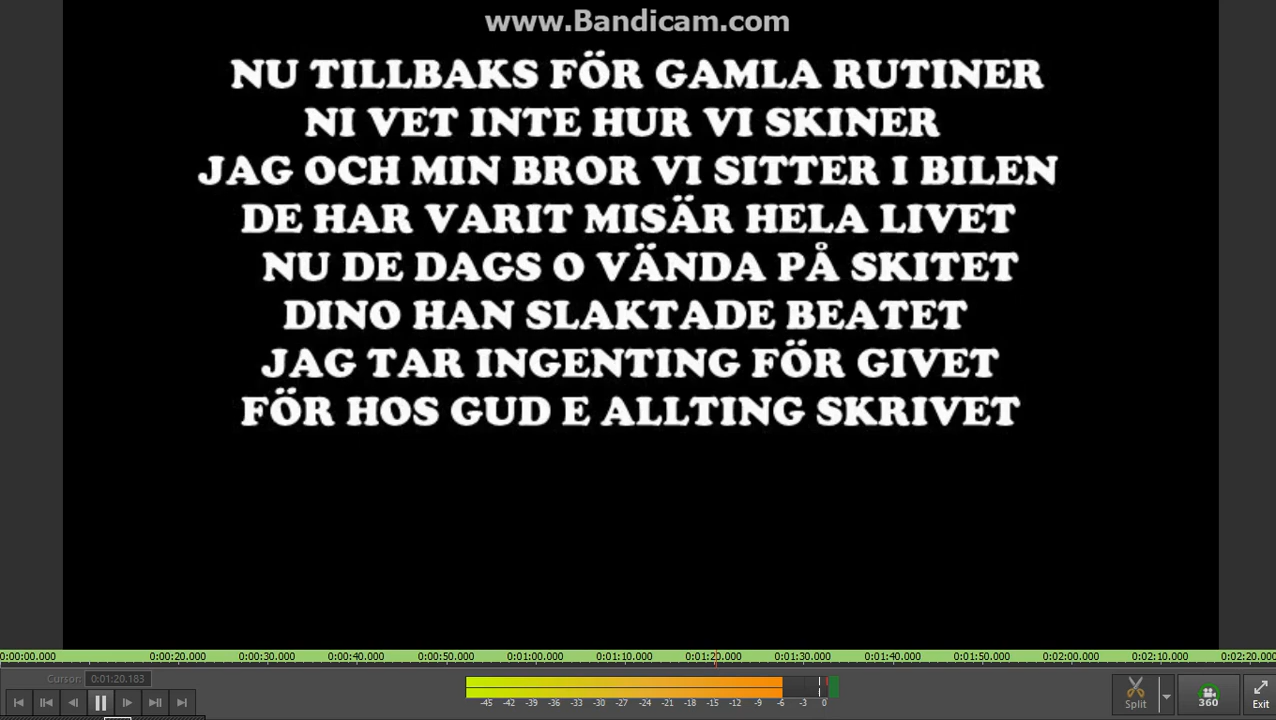 www.Bandicam.com
NU TILLBAKS FÖR GAMLA RUTINER
NI VET INTE HUR VI SKINER
JAG OCH MIN BROR VI SITTER I BILEN
DE HAR VARIT MISÄR HELA LIVET
NU DE DAGS O VÄNDA PÅ SKITET
DINO HAN SLAKTADE BEATET
JAG TAR INGENTING FÖR GIVET
FÖR HOS GUD E ALLTING SKRIVET
0:00:00.000 0:00:20.000 0:00:30.000 0:00:40.000 0:00:50.000 0:01:00.000 0:01:10.000 0:01:20.000 0:01:30.000 0:01:40.000 0:01:50.000 0:02:00.000 0:02:10.000 0:02:20.000
Cursor: 0:01:20.183
-45 -42 -39 -36 -33 -30 -27 -24 -21 -18 -15 -12 -9 -6 -3 0
Split 360 Exit